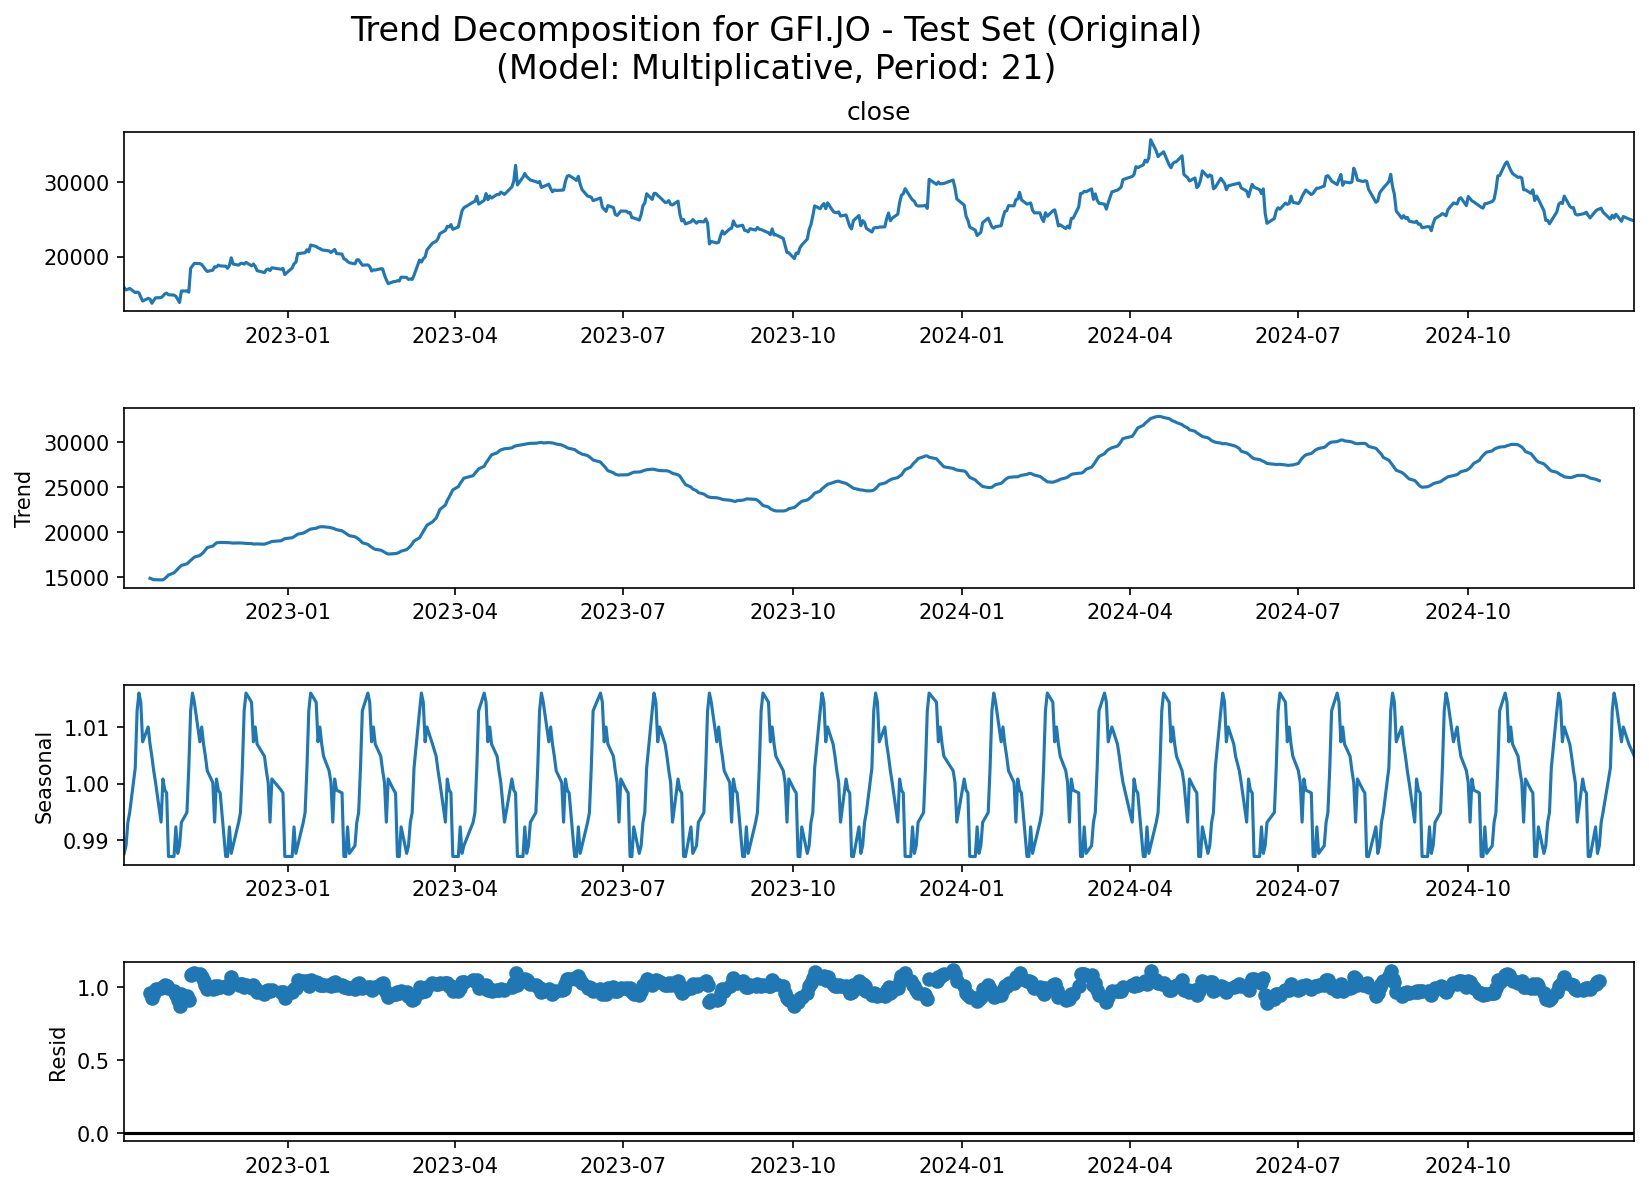 Trend Decomposition for GFI.JO - Test Set (Original)
(Model: Multiplicative, Period: 21)
close
30000
20000
2023-01 2023-04 2023-07 2023-10 2024-01 2024-04 2024-07 2024-10
Trend
30000
25000
20000
15000
2023-01 2023-04 2023-07 2023-10 2024-01 2024-04 2024-07 2024-10
Seasonal
1.01
1.00
0.99
2023-01 2023-04 2023-07 2023-10 2024-01 2024-04 2024-07 2024-10
Resid
1.0
0.5
0.0
2023-01 2023-04 2023-07 2023-10 2024-01 2024-04 2024-07 2024-10